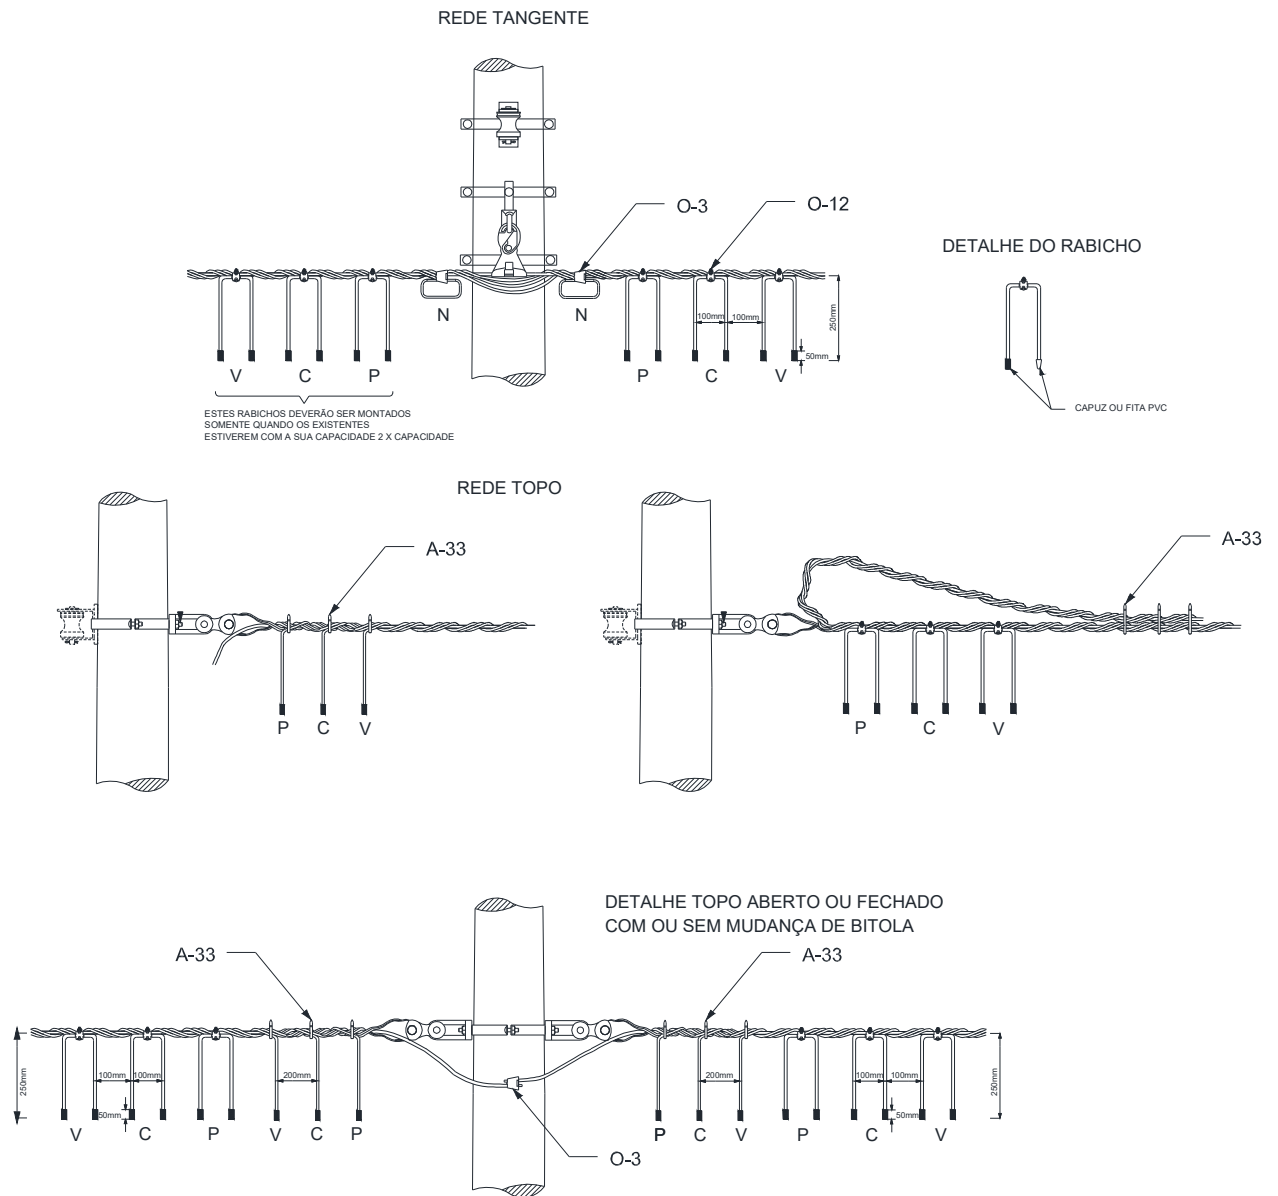 REDE TANGENTE
O-3
O-12
DETALHE DO RABICHO
N
N
100mm
100mm
250mm
50mm
V
C
P
P
C
V
CAPUZ OU FITA PVC
ESTES RABICHOS DEVERÃO SER MONTADOS
SOMENTE QUANDO OS EXISTENTES
ESTIVEREM COM A SUA CAPACIDADE 2 X CAPACIDADE
REDE TOPO
A-33
A-33
P
C
V
P
C
V
DETALHE TOPO ABERTO OU FECHADO
COM OU SEM MUDANÇA DE BITOLA
A-33
A-33
250mm
100mm
100mm
200mm
50mm
200mm
100mm
100mm
50mm
250mm
V
C
P
V
C
P
P
C
V
P
C
V
O-3